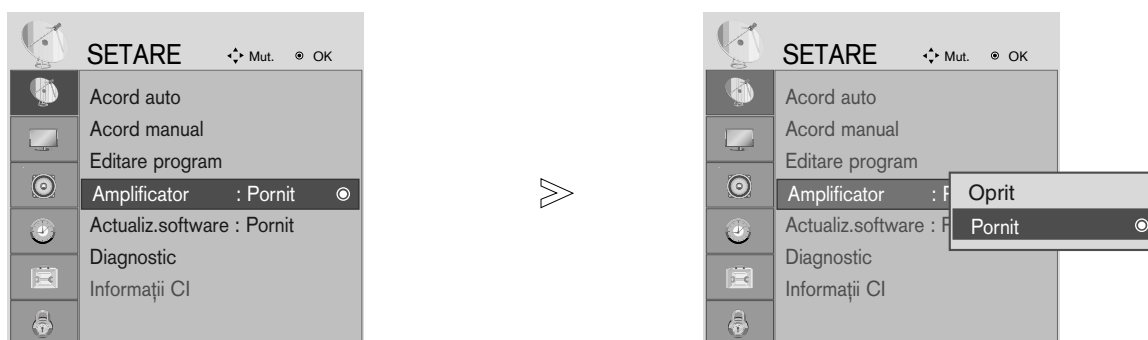 SETARE Mut. OK
Acord auto
Acord manual
Editare program
Amplificator : Pornit
Actualiz.software : Pornit
Diagnostic
Informații CI
SETARE Mut. OK
Acord auto
Acord manual
Editare program
Amplificator :
Oprit
Actualiz.software :
Pornit
Diagnostic
Informații CI